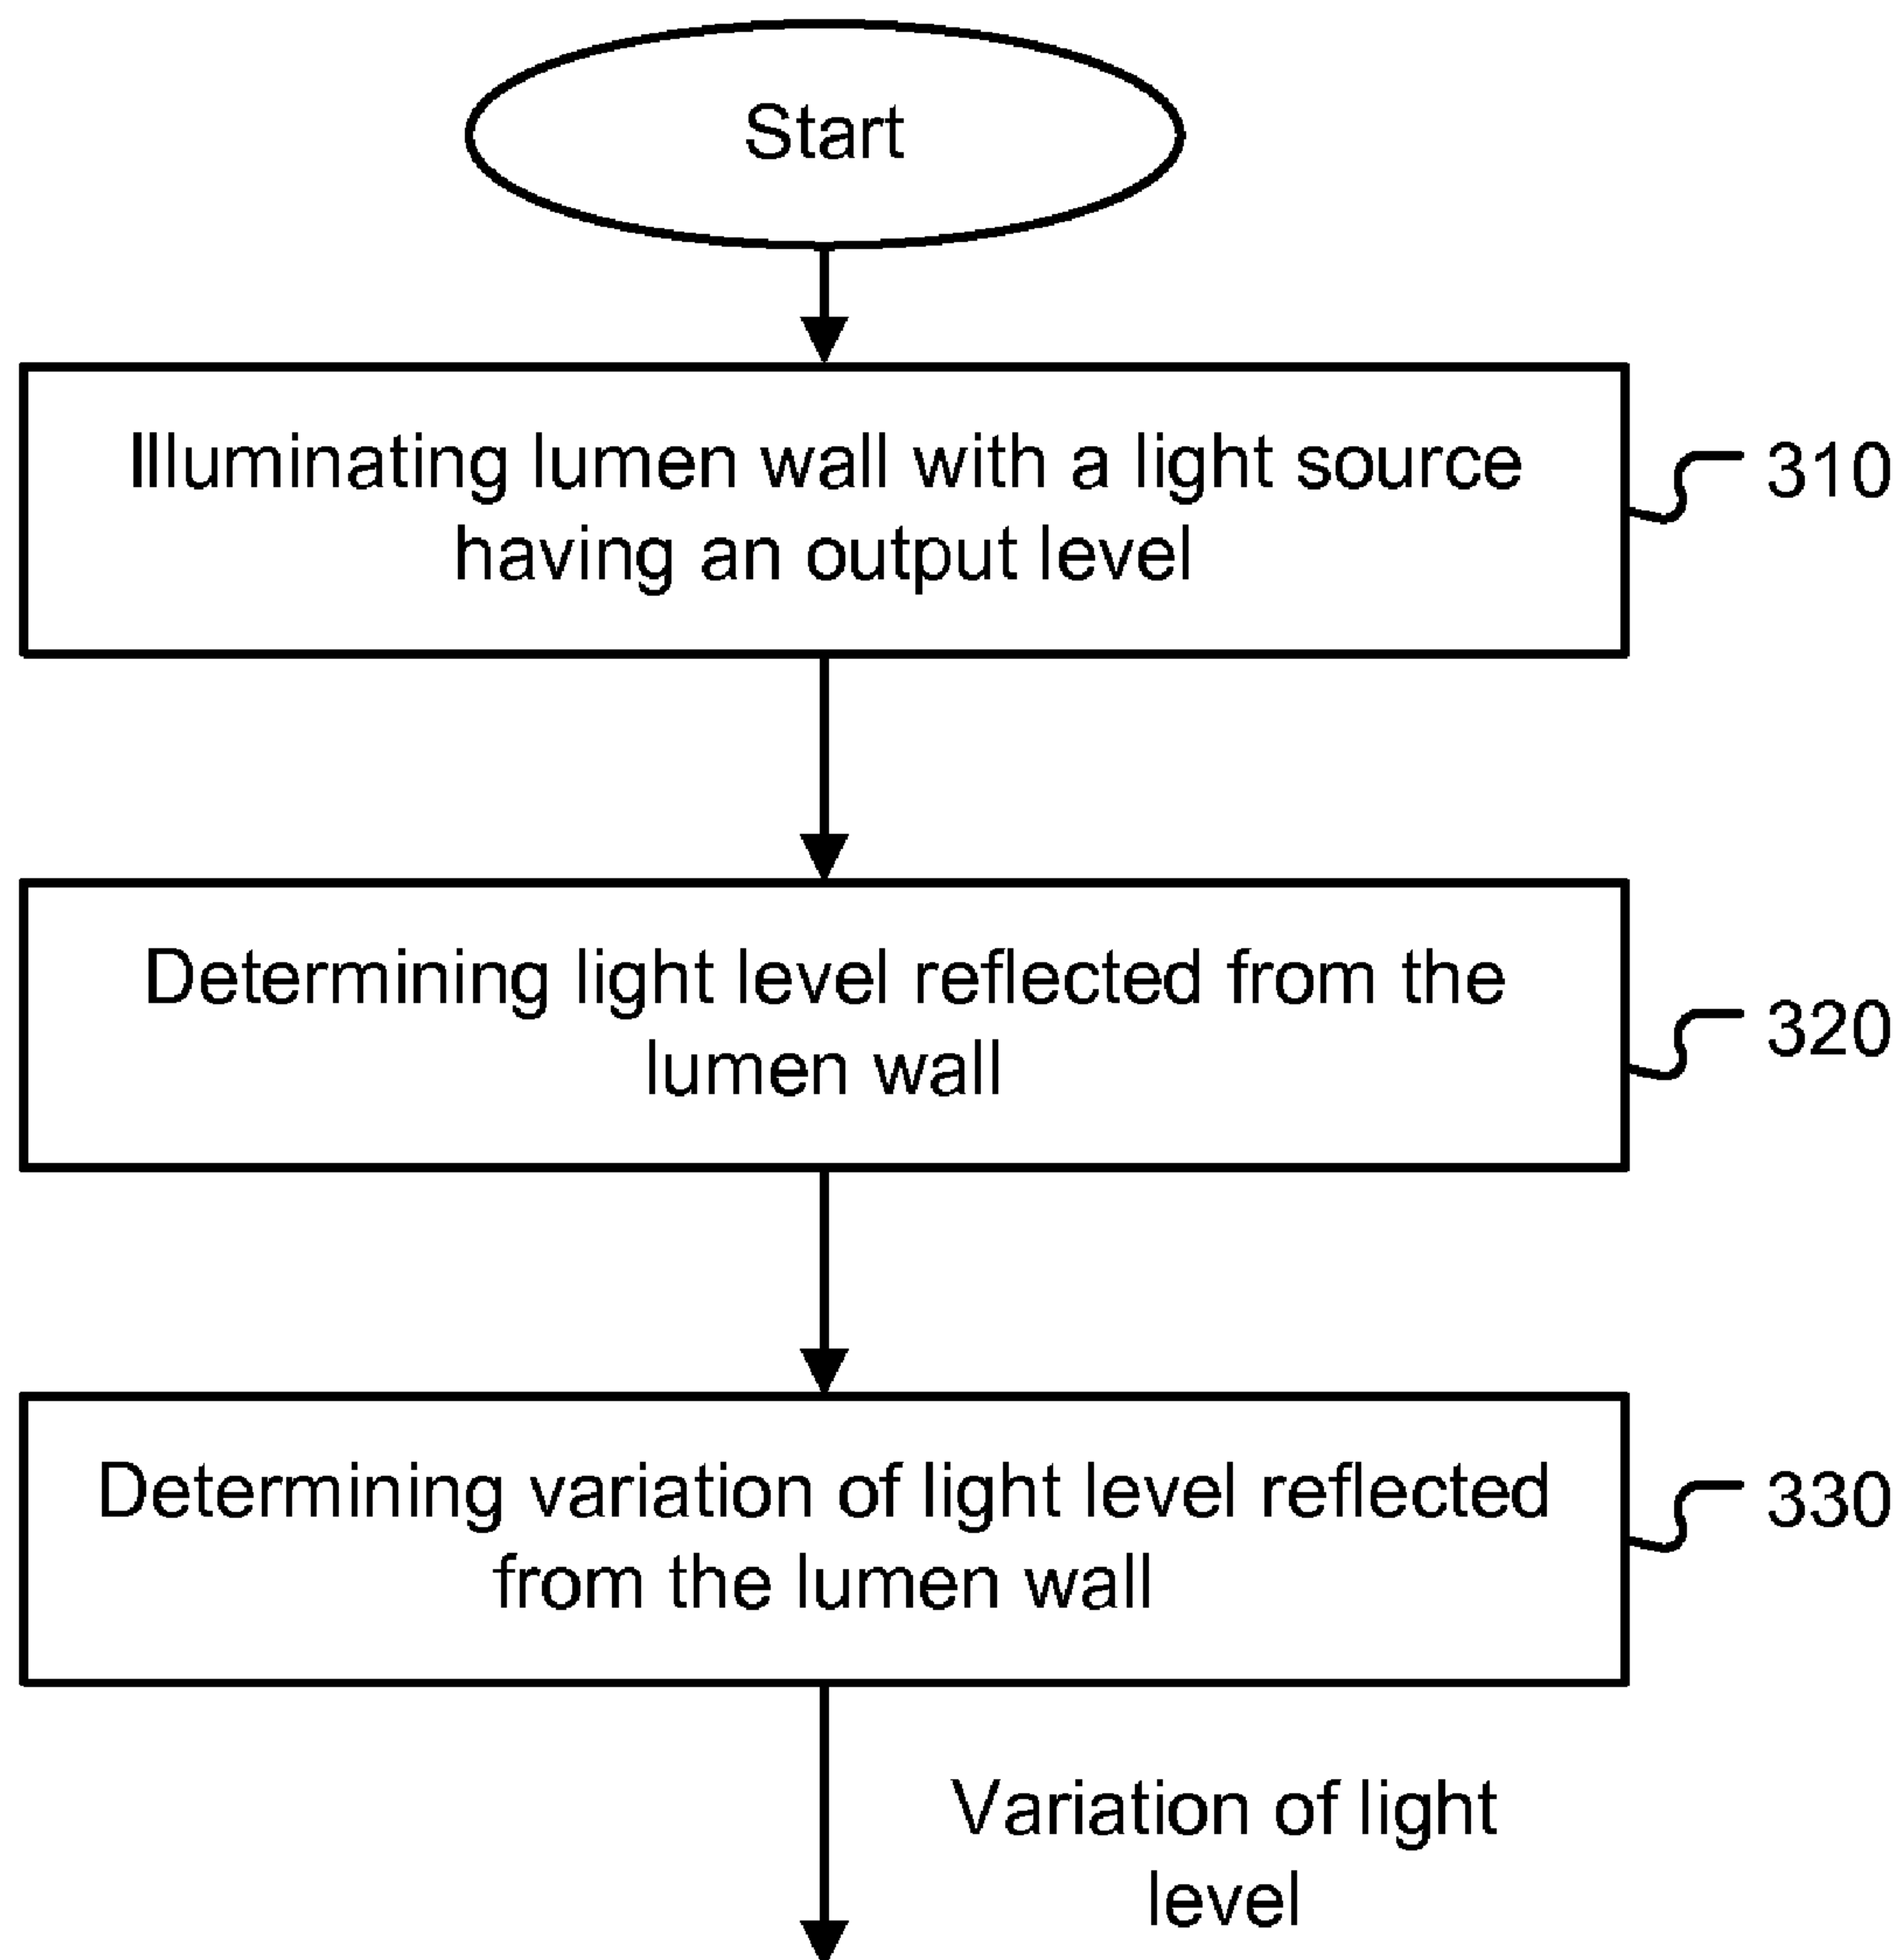 Start
Illuminating lumen wall with a light source
having an output level
310
Determining light level reflected from the
lumen wall
320
Determining variation of light level reflected
from the lumen wall
330
Variation of light
level